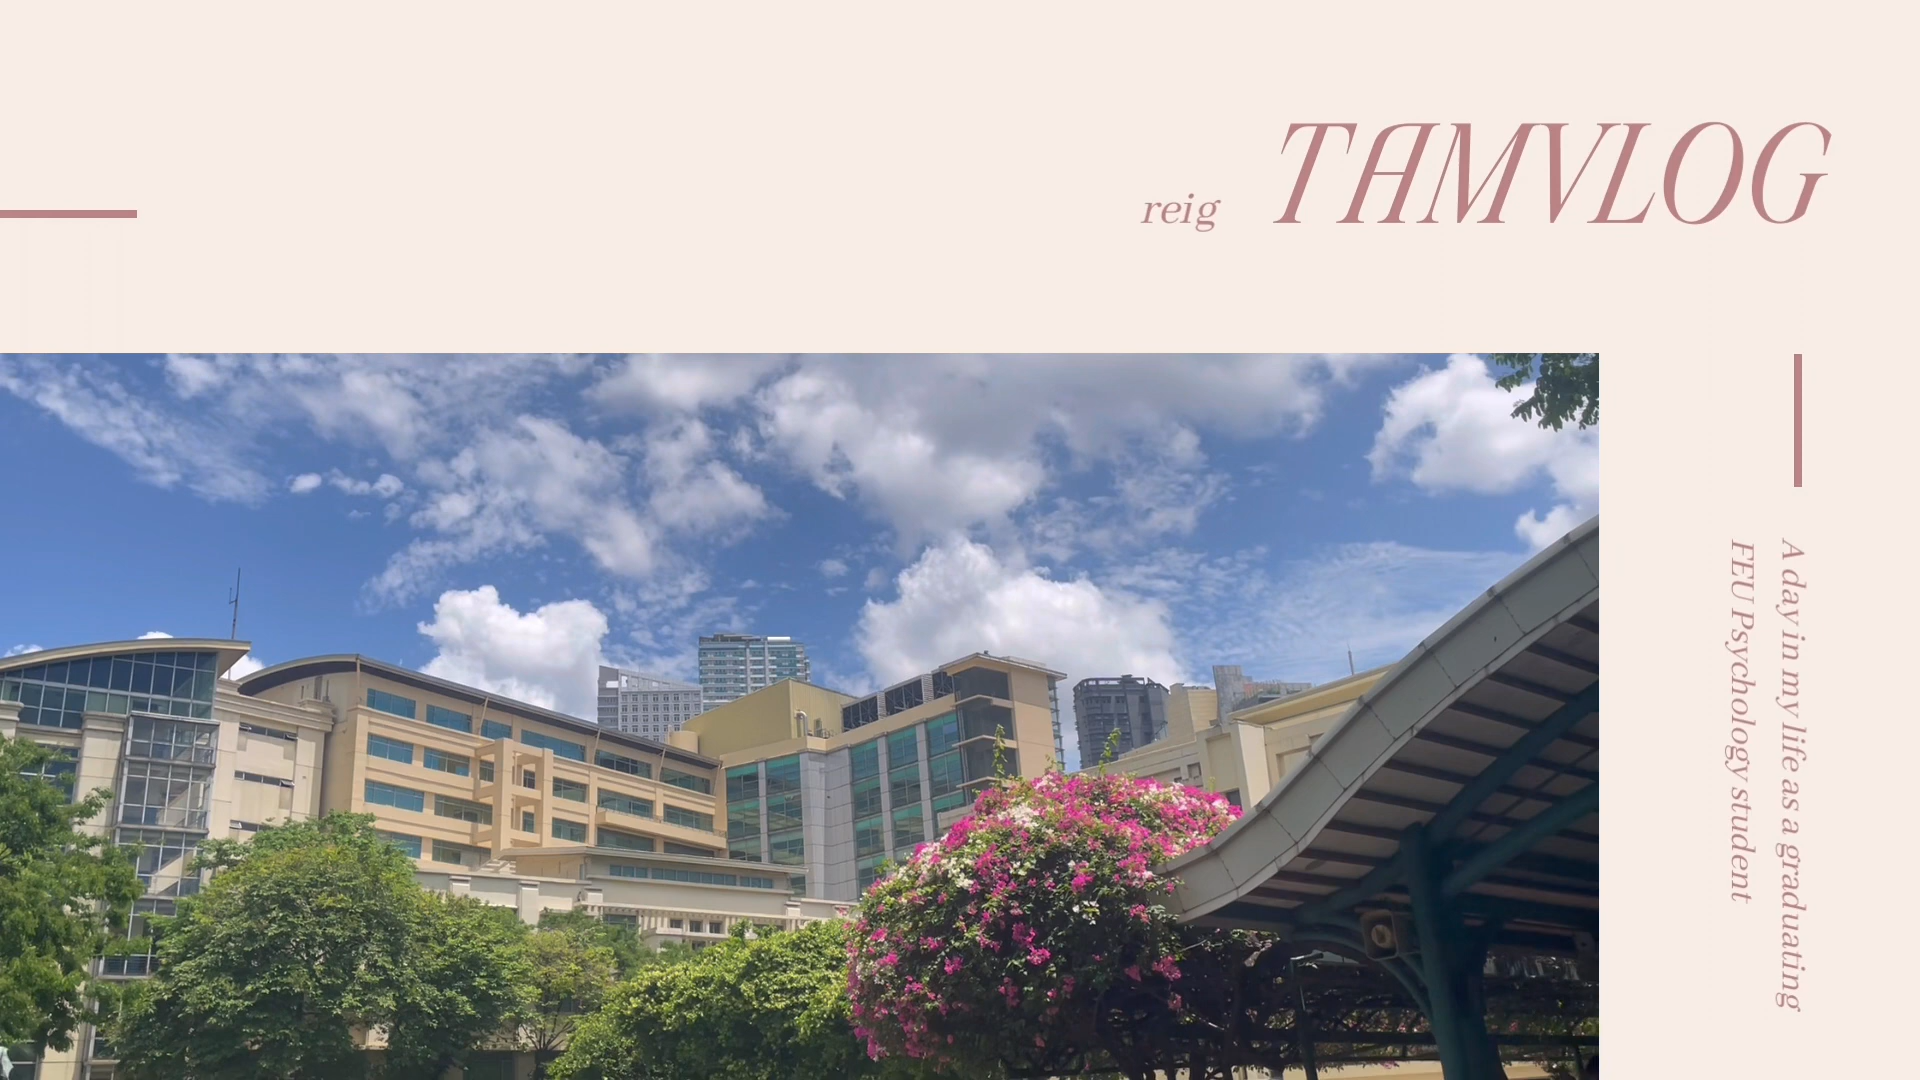 reig TAMVLOG
A day in my life as a graduating
FEU Psychology student